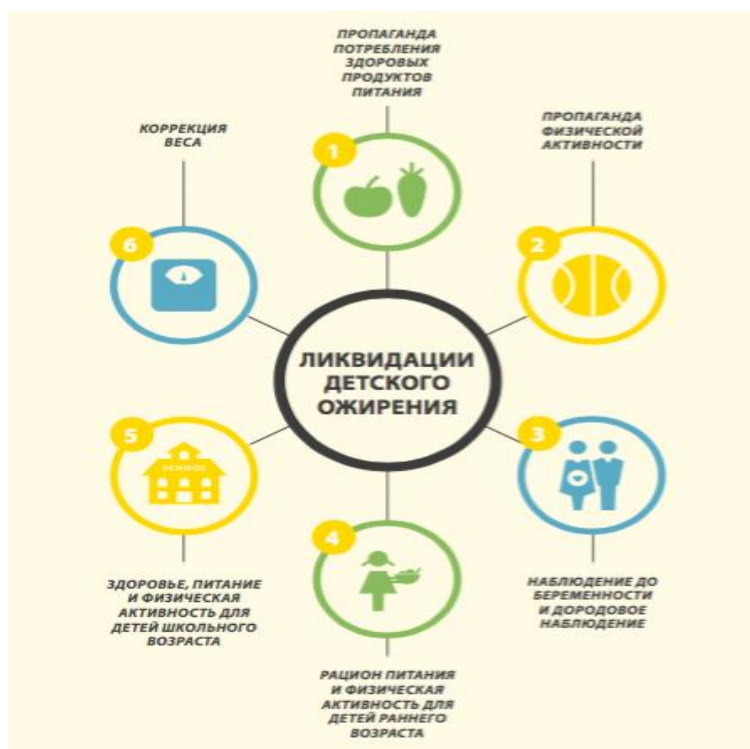 ПРОПАГАНДА
ПОТРЕБЛЕНИЯ
ЗДОРОВЫХ
ПРОДУКТОВ
ПИТАНИЯ
1
ПРОПАГАНДА
ФИЗИЧЕСКОЙ
АКТИВНОСТИ
2
КОРРЕКЦИЯ
ВЕСА
6
ЛИКВИДАЦИИ
ДЕТСКОГО
ОЖИРЕНИЯ
5
SCHOOL
ЗДОРОВЬЕ, ПИТАНИЕ
И ФИЗИЧЕСКАЯ
АКТИВНОСТЬ ДЛЯ
ДЕТЕЙ ШКОЛЬНОГО
ВОЗРАСТА
3
НАБЛЮДЕНИЕ ДО
БЕРЕМЕННОСТИ
И ДОРОДОВОЕ
НАБЛЮДЕНИЕ
4
РАЦИОН ПИТАНИЯ
И ФИЗИЧЕСКАЯ
АКТИВНОСТЬ ДЛЯ
ДЕТЕЙ РАННЕГО
ВОЗРАСТА